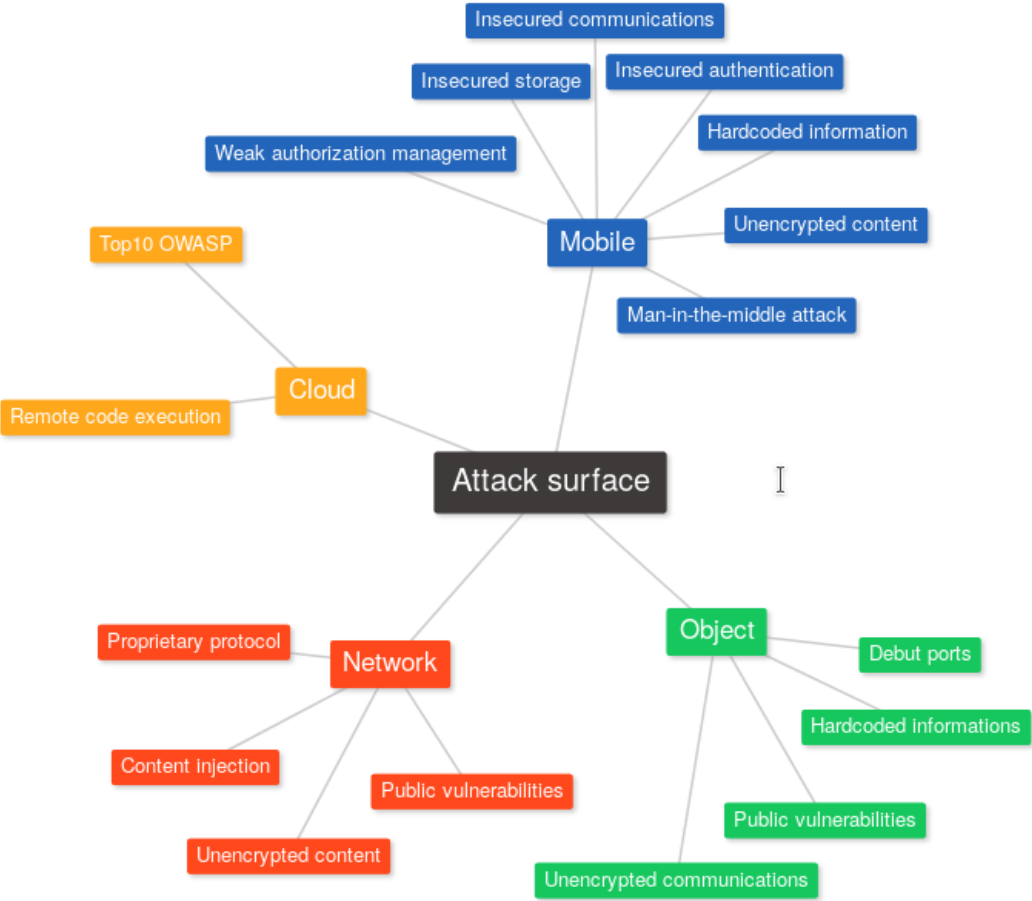 Insecured communications
Insecured authentication
Insecured storage
Hardcoded information
Weak authorization management
Unencrypted content
Mobile
Top10 OWASP
Man-in-the-middle attack
Cloud
Remote code execution
Attack surface
Object
Proprietary protocol
Debut ports
Network
Hardcoded informations
Content injection
Public vulnerabilities
Public vulnerabilities
Unencrypted content
Unencrypted communications